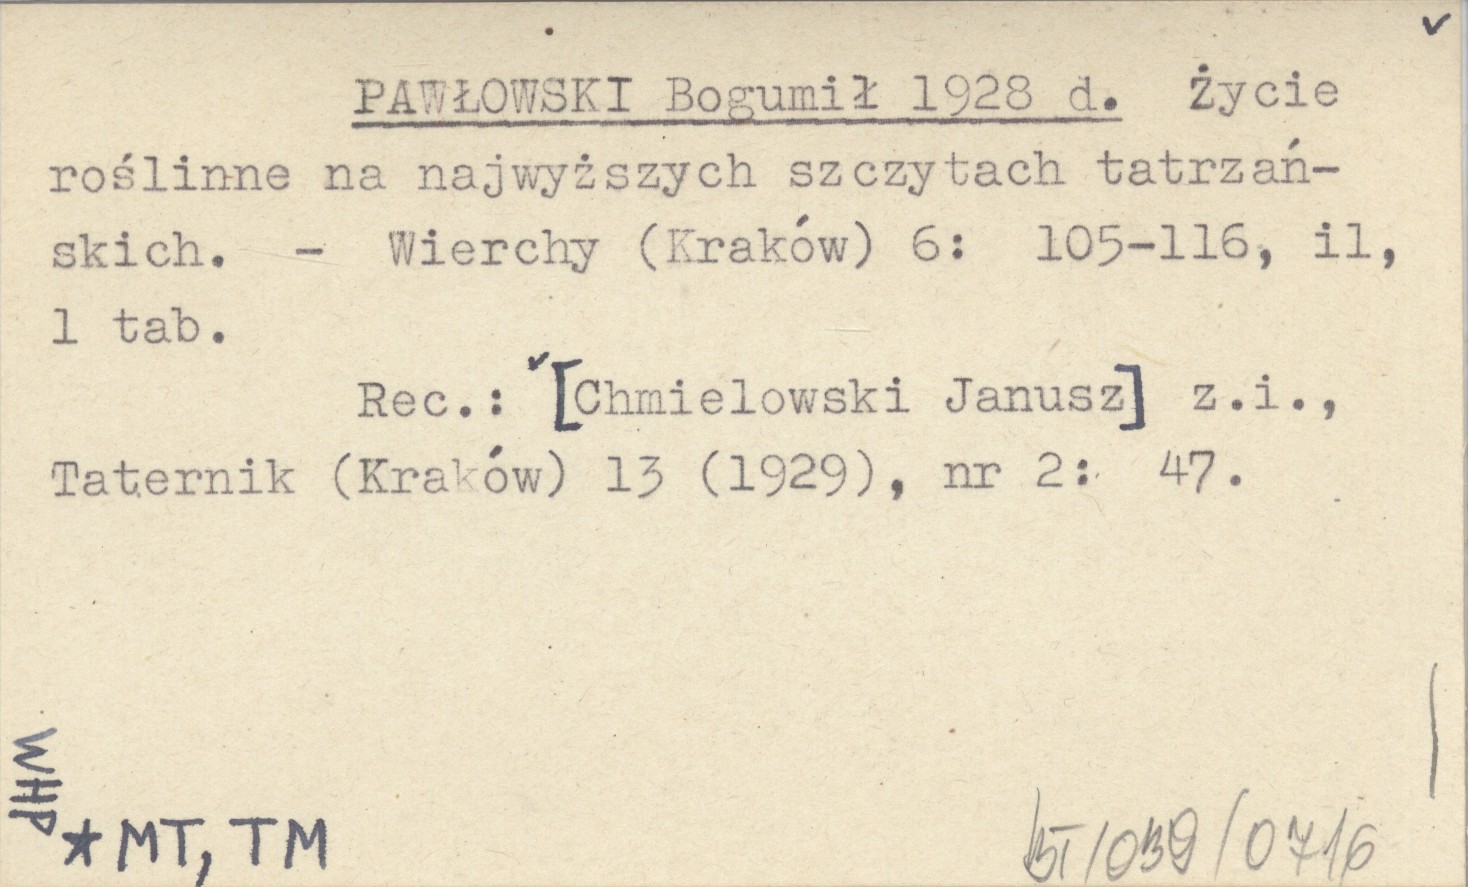 PAWŁOWSKI Bogumił 1928 d. Życie
roślinne na najwyższych szczytach tatrzań-
skich. - Wierchy (Kraków) 6: 105-116, il,
1 tab.
Rec.: [Chmielowski Janusz] z.i.,
Taternik (Kraków) 13 (1929), nr 2: 47.
WHP
* MT, TM
BT/039/0716